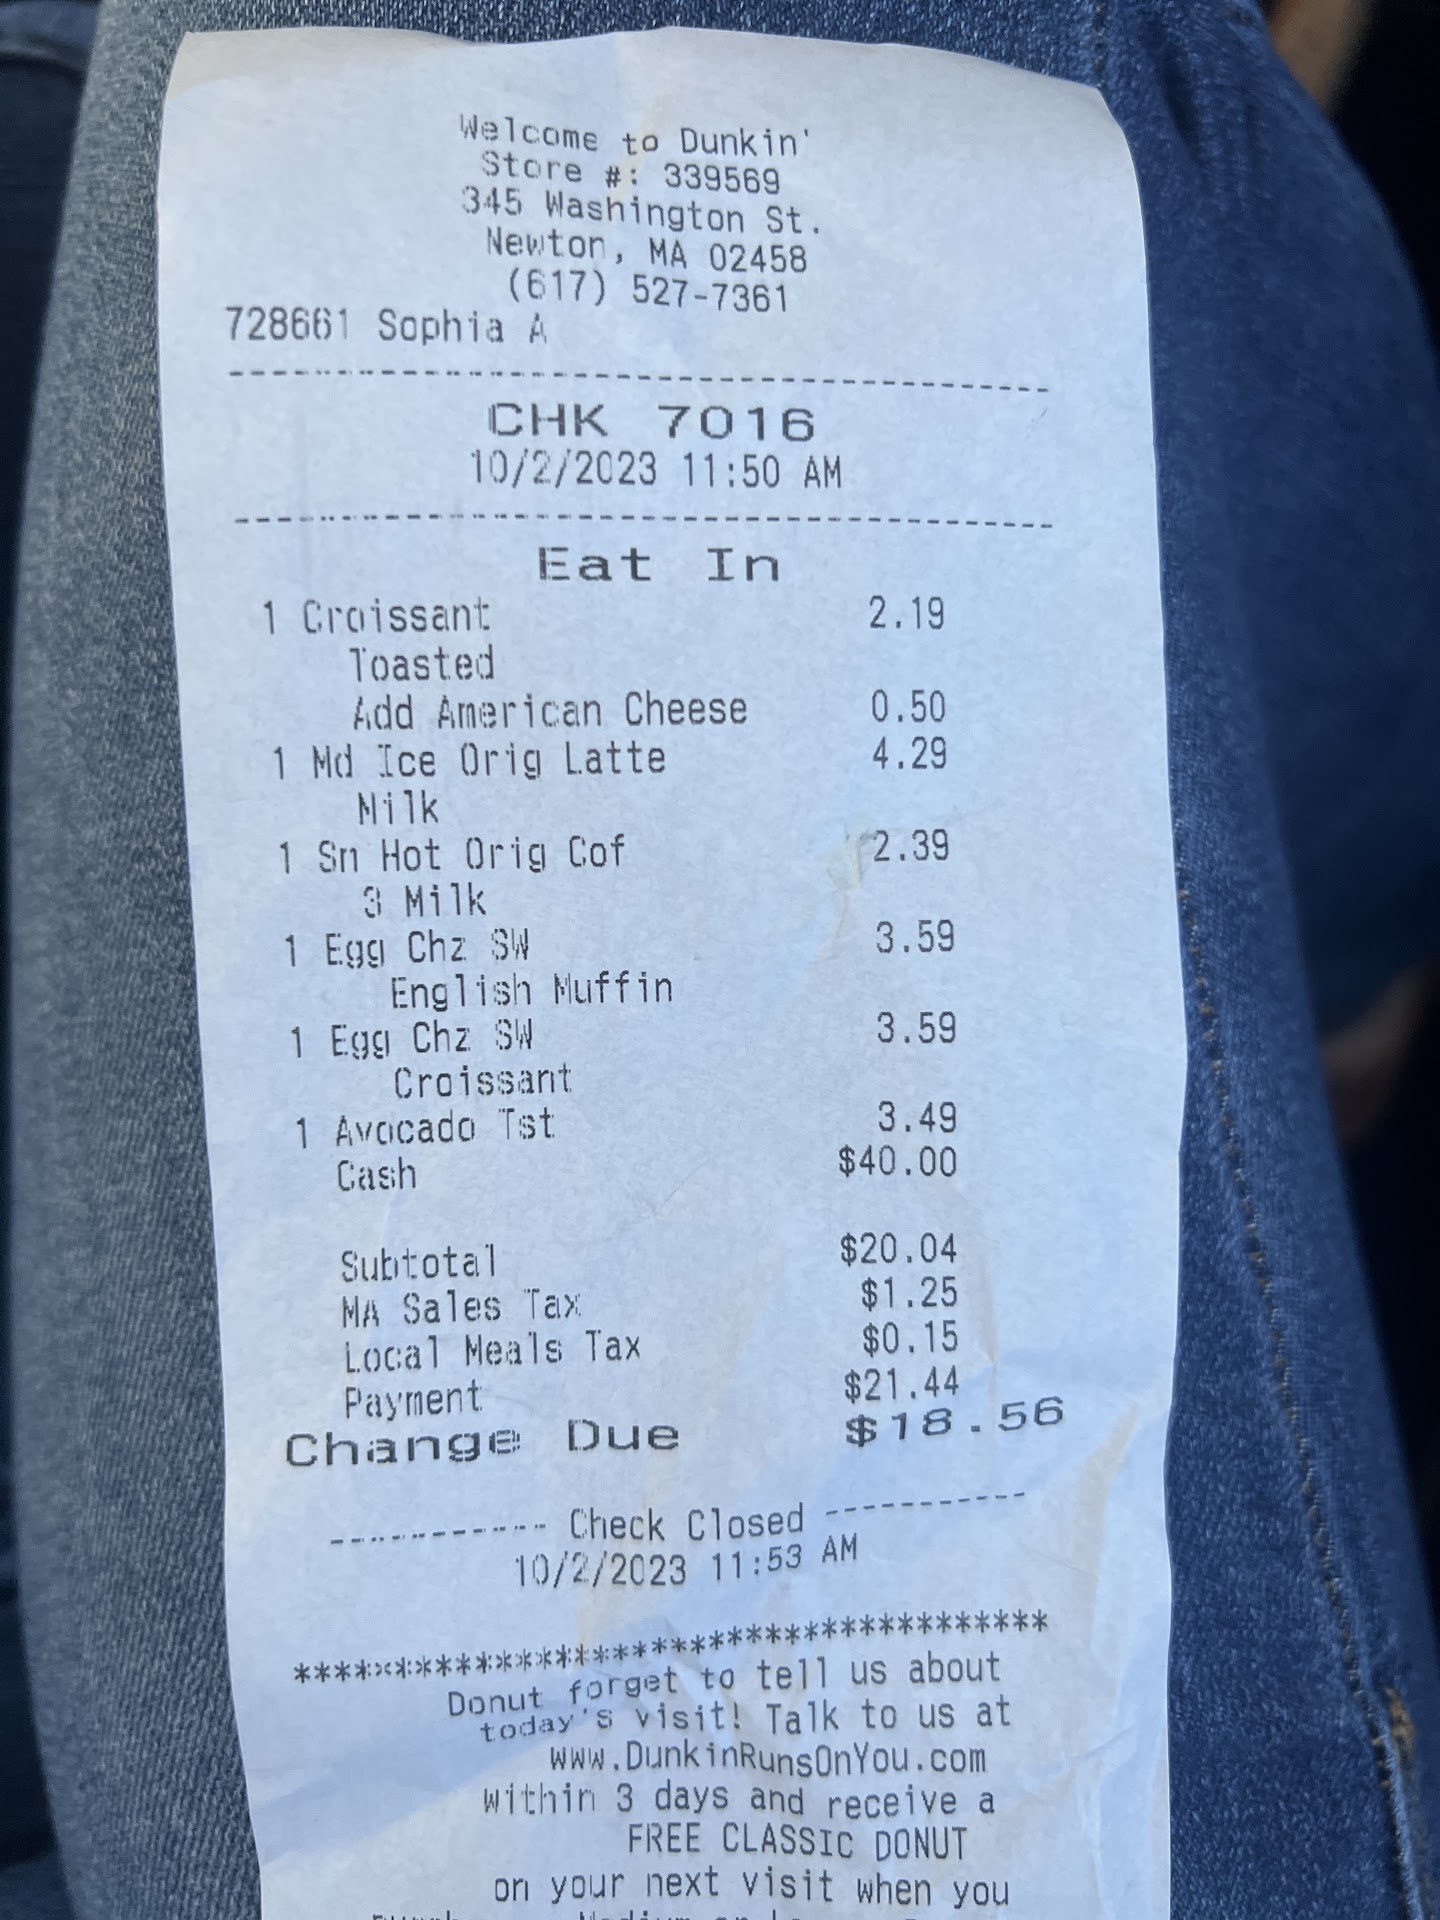 Welcome to Dunkin'
Store #: 339569
345 Washington St.
Newton, MA 02458
(617) 527-7361
728661 Sophia A
CHK 7016
10/2/2023 11:50 AM
Eat In
1 Croissant 2.19
Toasted
Add American Cheese 0.50
1 Md Ice Orig Latte 4.29
Milk
1 Sm Hot Orig Cof 2.39
3 Milk
1 Egg Chz SW 3.59
English Muffin
1 Egg Chz SW 3.59
Croissant
1 Avocado Tst 3.49
Cash $40.00
Subtotal $20.04
MA Sales Tax $1.25
Local Meals Tax $0.15
Payment $21.44
Change Due $18.56
------------ Check Closed ------------
10/2/2023 11:53 AM
****************************************
Donut forget to tell us about
today's visit! Talk to us at
www.DunkinRunsOnYou.com
within 3 days and receive a
FREE CLASSIC DONUT
on your next visit when you